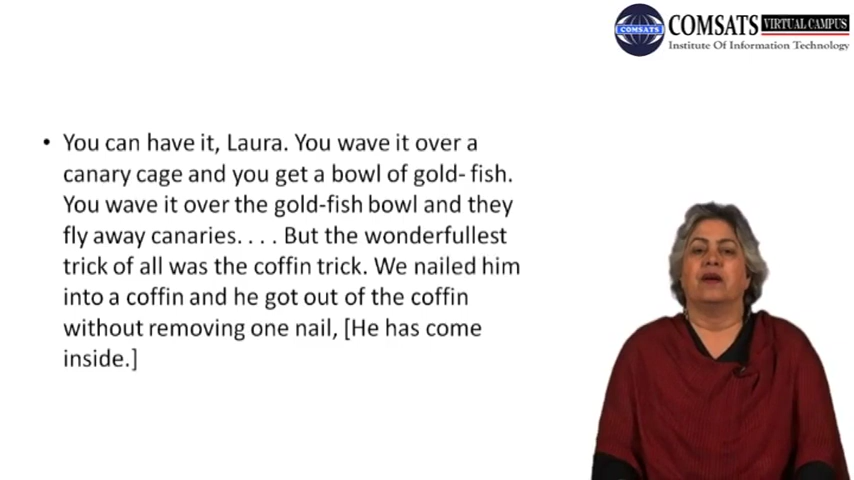 COMSATS VIRTUAL CAMPUS
COMSATS
Institute Of Information Technology
• You can have it, Laura. You wave it over a
canary cage and you get a bowl of gold- fish.
You wave it over the gold-fish bowl and they
fly away canaries. . . . But the wonderfullest
trick of all was the coffin trick. We nailed him
into a coffin and he got out of the coffin
without removing one nail, [He has come
inside.]